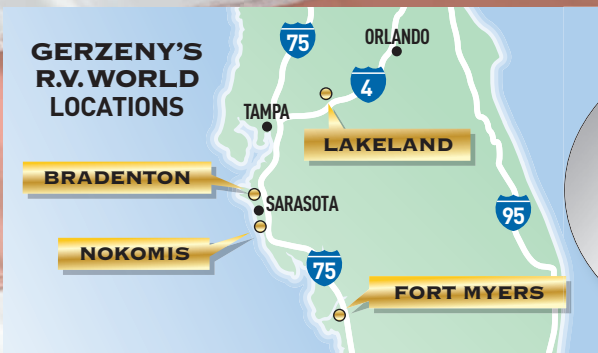 GERZENY'S
R.V. WORLD
LOCATIONS
75
ORLANDO
4
TAMPA
LAKELAND
BRADENTON
SARASOTA
95
NOKOMIS
75
FORT MYERS